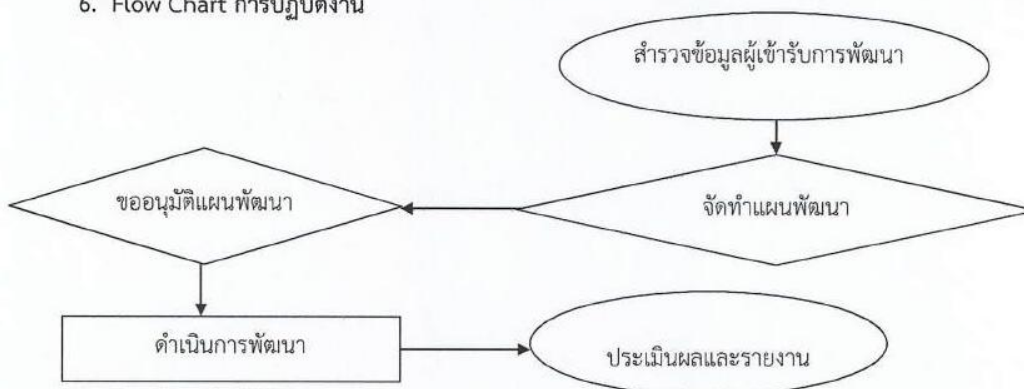 6. Flow Chart การปฏิบัติงาน
สำรวจข้อมูลผู้เข้ารับการพัฒนา
ขออนุมัติแผนพัฒนา
จัดทำแผนพัฒนา
ดำเนินการพัฒนา
ประเมินผลและรายงาน